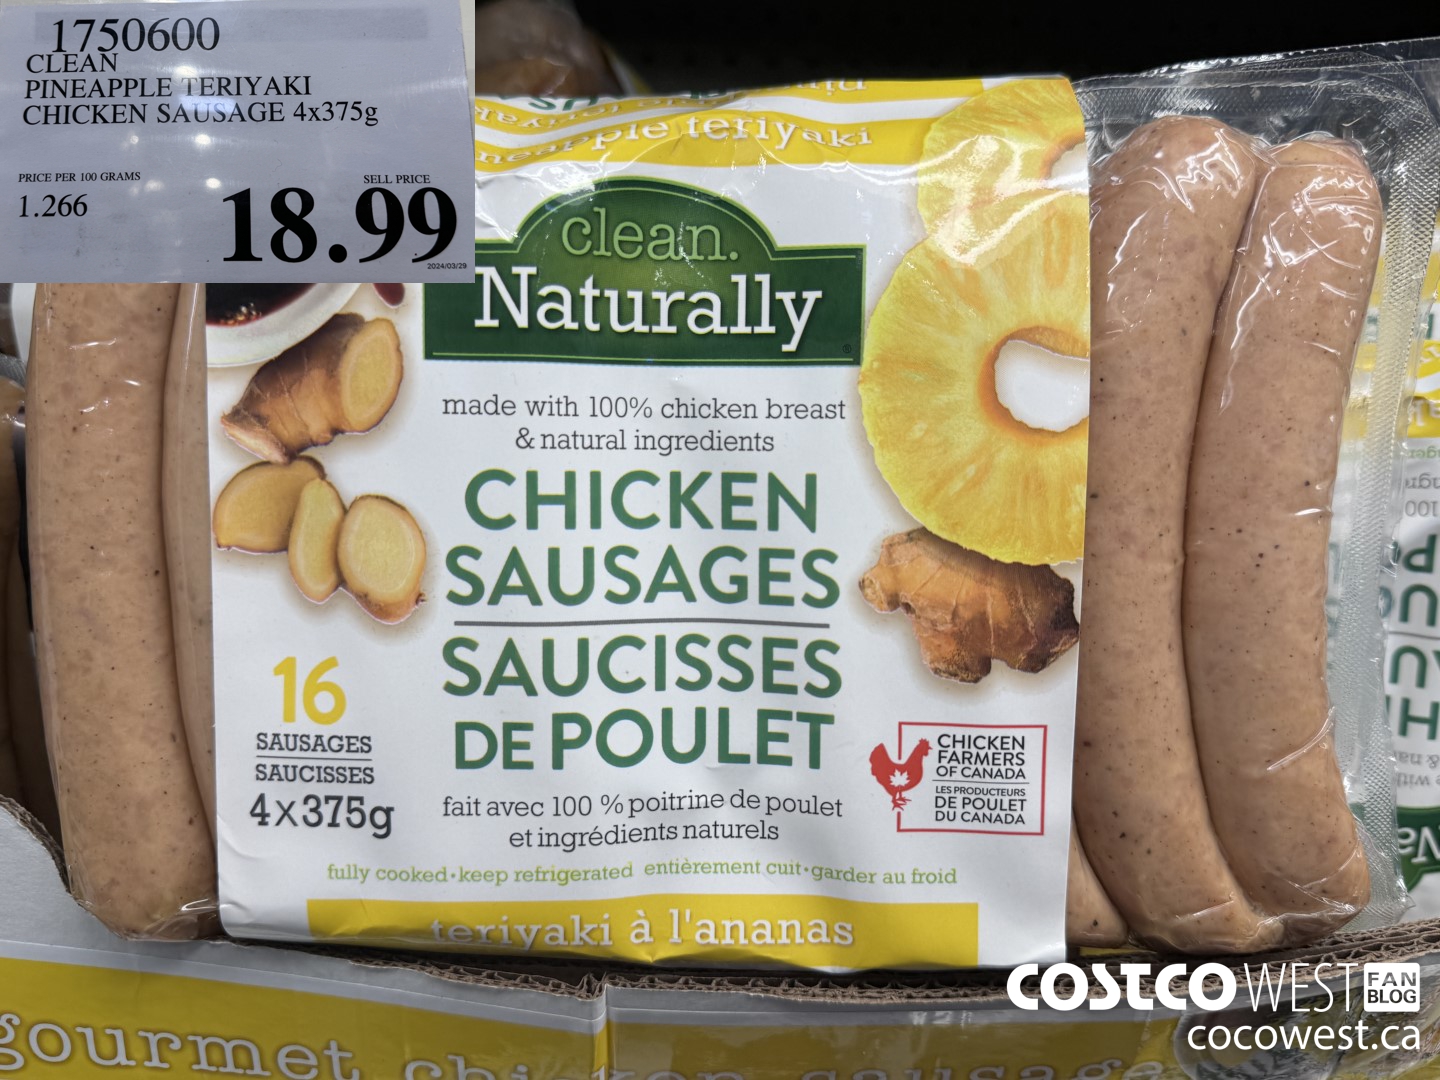 1750600
CLEAN
PINEAPPLE TERIYAKI
CHICKEN SAUSAGE 4x375g
PRICE PER 100 GRAMS
1.266
SELL PRICE
18.99
2024/03/29
teriyaki
clean.
Naturally
made with 100% chicken breast
& natural ingredients
CHICKEN
SAUSAGES
SAUCISSES
DE POULET
16
SAUSAGES
SAUCISSES
4x375g
fait avec 100 % poitrine de poulet
et ingrédients naturels
CHICKEN
FARMERS
OF CANADA
LES PRODUCTEURS
DE POULET
DU CANADA
fully cooked•keep refrigerated entièrement cuit•garder au froid
teriyaki à l'ananas
gourmet
COSTCO WEST FAN BLOG
cocowest.ca